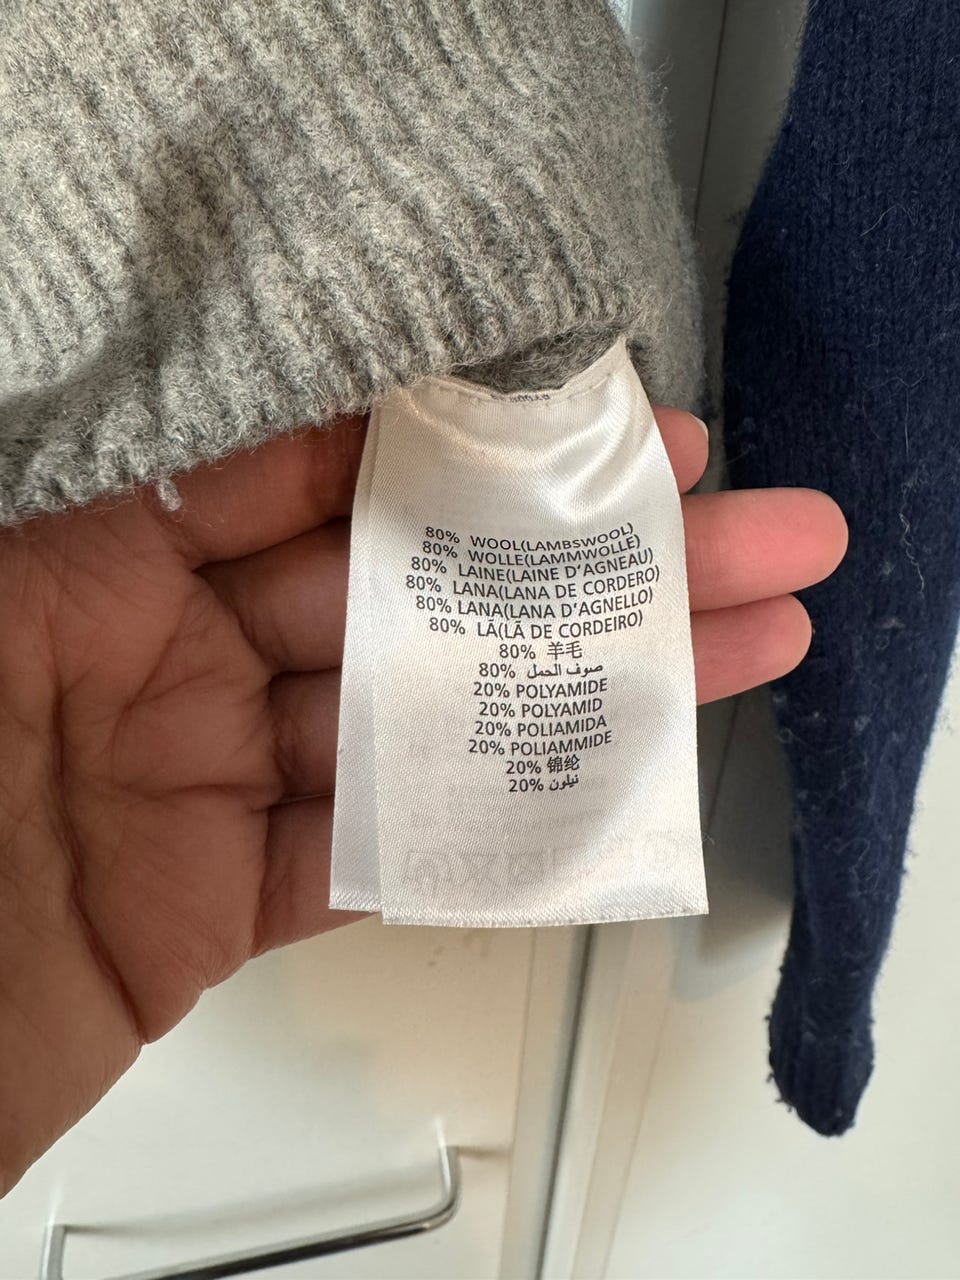 80% WOOL(LAMBSWOOL)
80% WOLLE(LAMMWOLLE)
80% LAINE(LAINE D'AGNEAU)
80% LANA(LANA DE CORDERO)
80% LANA(LANA D'AGNELLO)
80% LÃ(LÃ DE CORDEIRO)
80% 羊毛
80% صوف الحمل
20% POLYAMIDE
20% POLYAMID
20% POLIAMIDA
20% POLIAMMIDE
20% 锦纶
20% نيلون